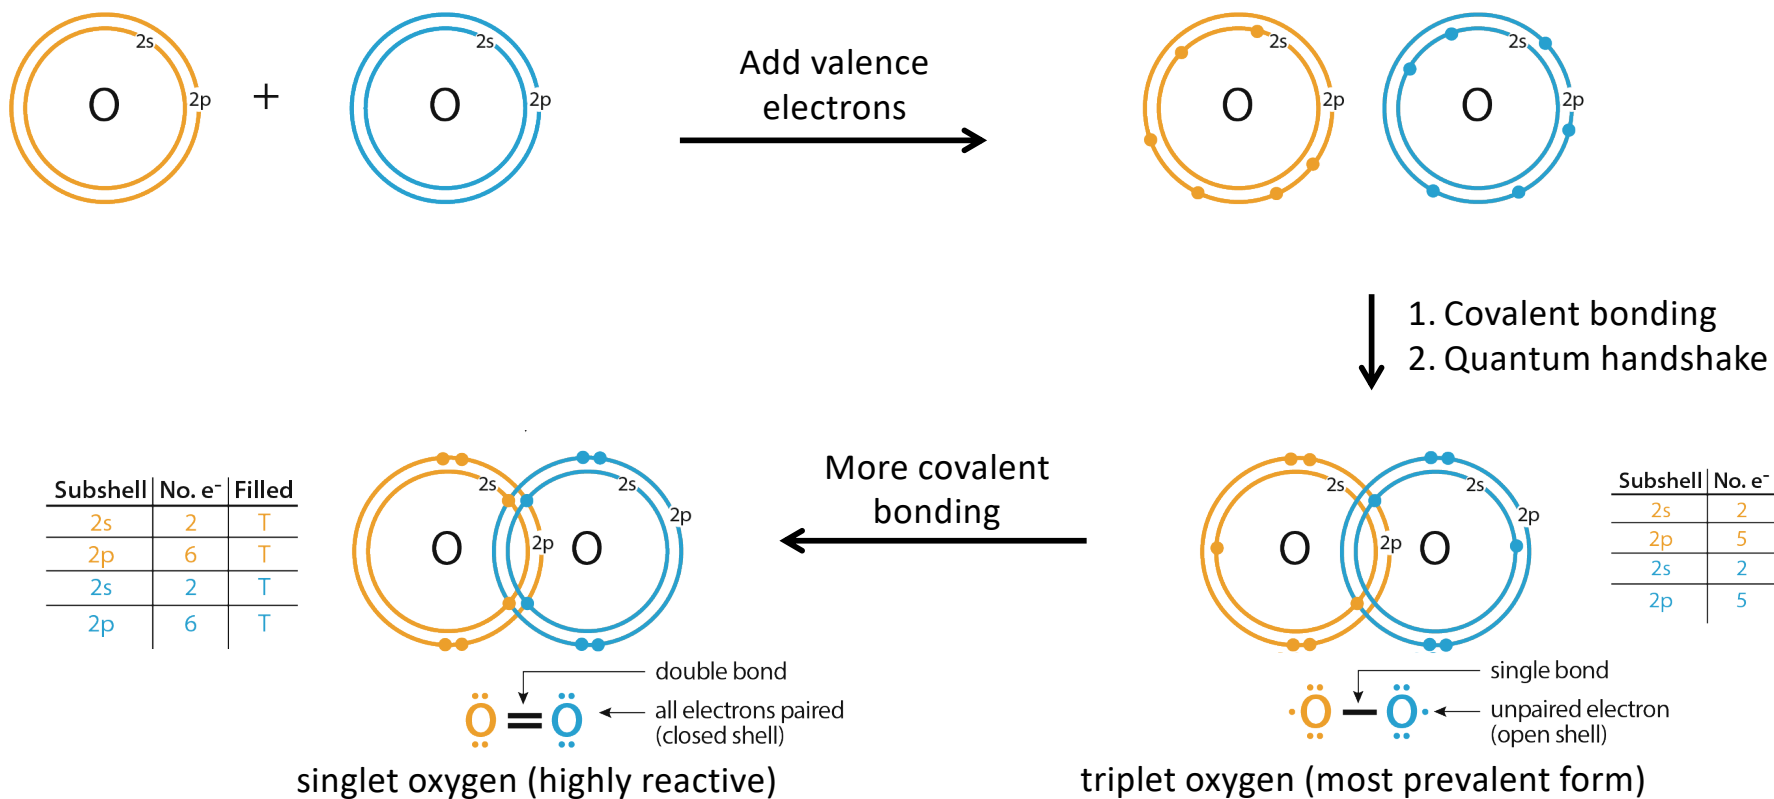 2s
O
2p
+
2s
O
2p
Add valence
electrons
2s
O
2p
2s
O
2p
1. Covalent bonding
2. Quantum handshake
Subshell No. e⁻ Filled
2s 2 T
2p 6 T
2s 2 T
2p 6 T
2s
O
2p
2s
O
2p
More covalent
bonding
2s
O
2p
2s
O
2p
Subshell No. e⁻
2s 2
2p 5
2s 2
2p 5
double bond
O = O
all electrons paired
(closed shell)
singlet oxygen (highly reactive)
single bond
O – O
unpaired electron
(open shell)
triplet oxygen (most prevalent form)